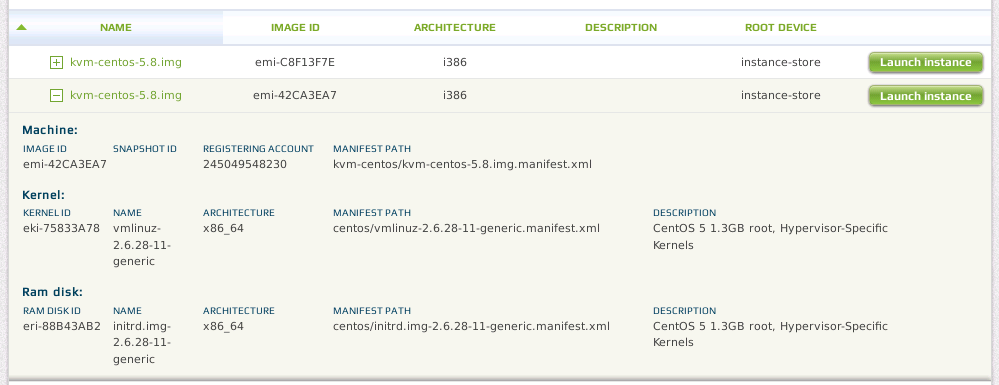 NAME IMAGE ID ARCHITECTURE DESCRIPTION ROOT DEVICE
kvm-centos-5.8.img emi-C8F13F7E i386 instance-store Launch instance
kvm-centos-5.8.img emi-42CA3EA7 i386 instance-store Launch instance
Machine:
IMAGE ID SNAPSHOT ID REGISTERING ACCOUNT MANIFEST PATH
emi-42CA3EA7 245049548230 kvm-centos/kvm-centos-5.8.img.manifest.xml
Kernel:
KERNEL ID NAME ARCHITECTURE MANIFEST PATH DESCRIPTION
eki-75833A78 vmlinuz- x86_64 centos/vmlinuz-2.6.28-11-generic.manifest.xml CentOS 5 1.3GB root, Hypervisor-Specific
2.6.28-11- Kernels
generic
Ram disk:
RAM DISK ID NAME ARCHITECTURE MANIFEST PATH DESCRIPTION
eri-88B43AB2 initrd.img- x86_64 centos/initrd.img-2.6.28-11-generic.manifest.xml CentOS 5 1.3GB root, Hypervisor-Specific
2.6.28-11- Kernels
generic